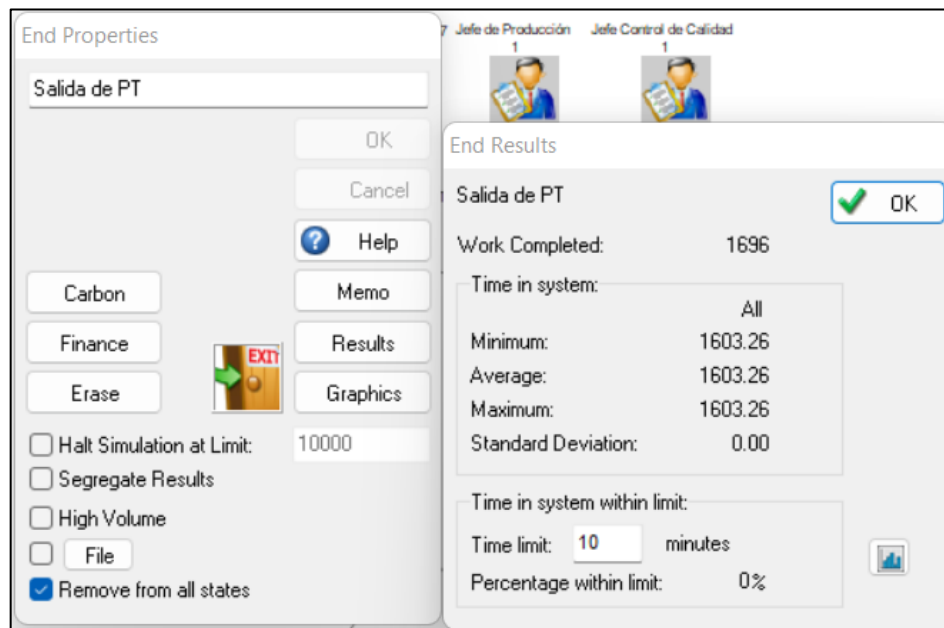 End Properties
Salida de PT
OK
Cancel
Help
Carbon
Memo
Finance
Results
EXIT
Erase
Graphics
Halt Simulation at Limit: 10000
Segregate Results
High Volume
File
Remove from all states
7 Jefe de Producción Jefe Control de Calidad
1 1
End Results
Salida de PT OK
Work Completed: 1696
Time in system:
All
Minimum: 1603.26
Average: 1603.26
Maximum: 1603.26
Standard Deviation: 0.00
Time in system within limit:
Time limit: 10 minutes
Percentage within limit: 0%